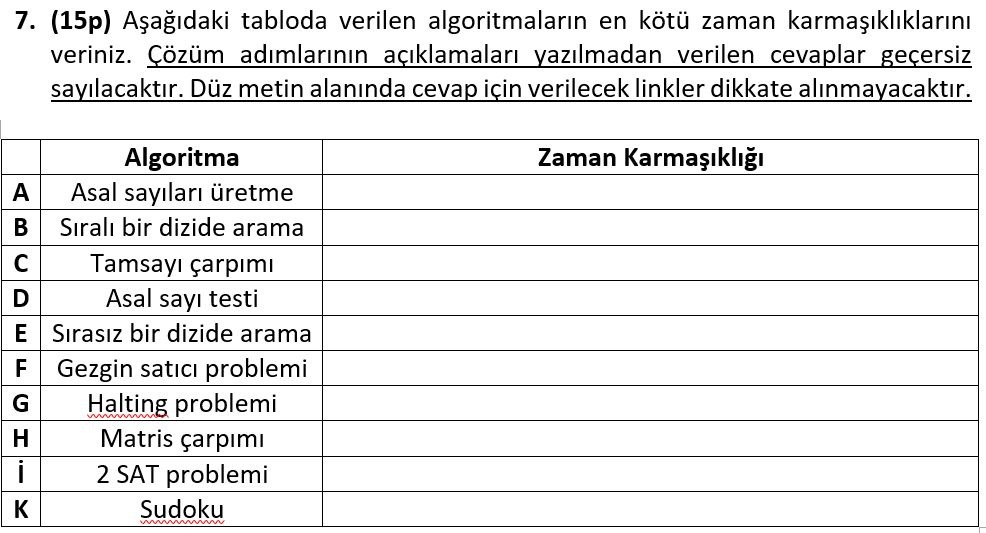 7. (15p) Aşağıdaki tabloda verilen algoritmaların en kötü zaman karmaşıklıklarını
veriniz. Çözüm adımlarının açıklamaları yazılmadan verilen cevaplar geçersiz
sayılacaktır. Düz metin alanında cevap için verilecek linkler dikkate alınmayacaktır.
Algoritma Zaman Karmaşıklığı
A Asal sayıları üretme
B Sıralı bir dizide arama
C Tamsayı çarpımı
D Asal sayı testi
E Sırasız bir dizide arama
F Gezgin satıcı problemi
G Halting problemi
H Matris çarpımı
İ 2 SAT problemi
K Sudoku